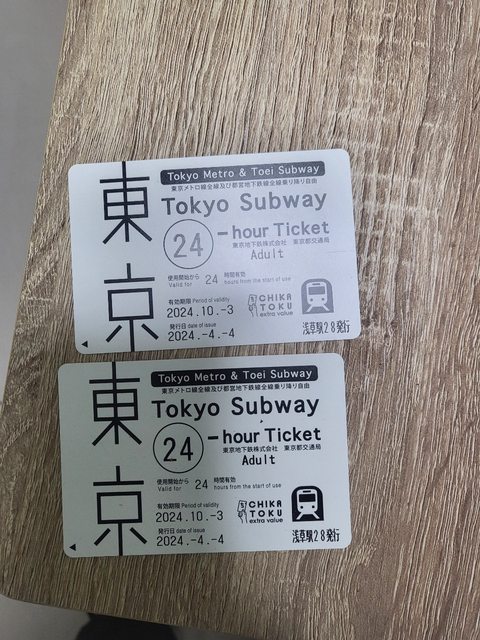 東京
Tokyo Metro & Toei Subway
東京メトロ線全線及び都営地下鉄線全線乗り降り自由
Tokyo Subway
24 -hour Ticket
東京地下鉄株式会社 東京都交通局
Adult
使用開始から 24 時間有効
Valid for hours from the start of use
有効期限 Period of validity
2024.10.-3
発行日 date of issue
2024.-4.-4
CHIKA
TOKU
extra value
浅草駅28発行
東京
Tokyo Metro & Toei Subway
東京メトロ線全線及び都営地下鉄線全線乗り降り自由
Tokyo Subway
24 -hour Ticket
東京地下鉄株式会社 東京都交通局
Adult
使用開始から 24 時間有効
Valid for hours from the start of use
有効期限 Period of validity
2024.10.-3
発行日 date of issue
2024.-4.-4
CHIKA
TOKU
extra value
浅草駅28発行